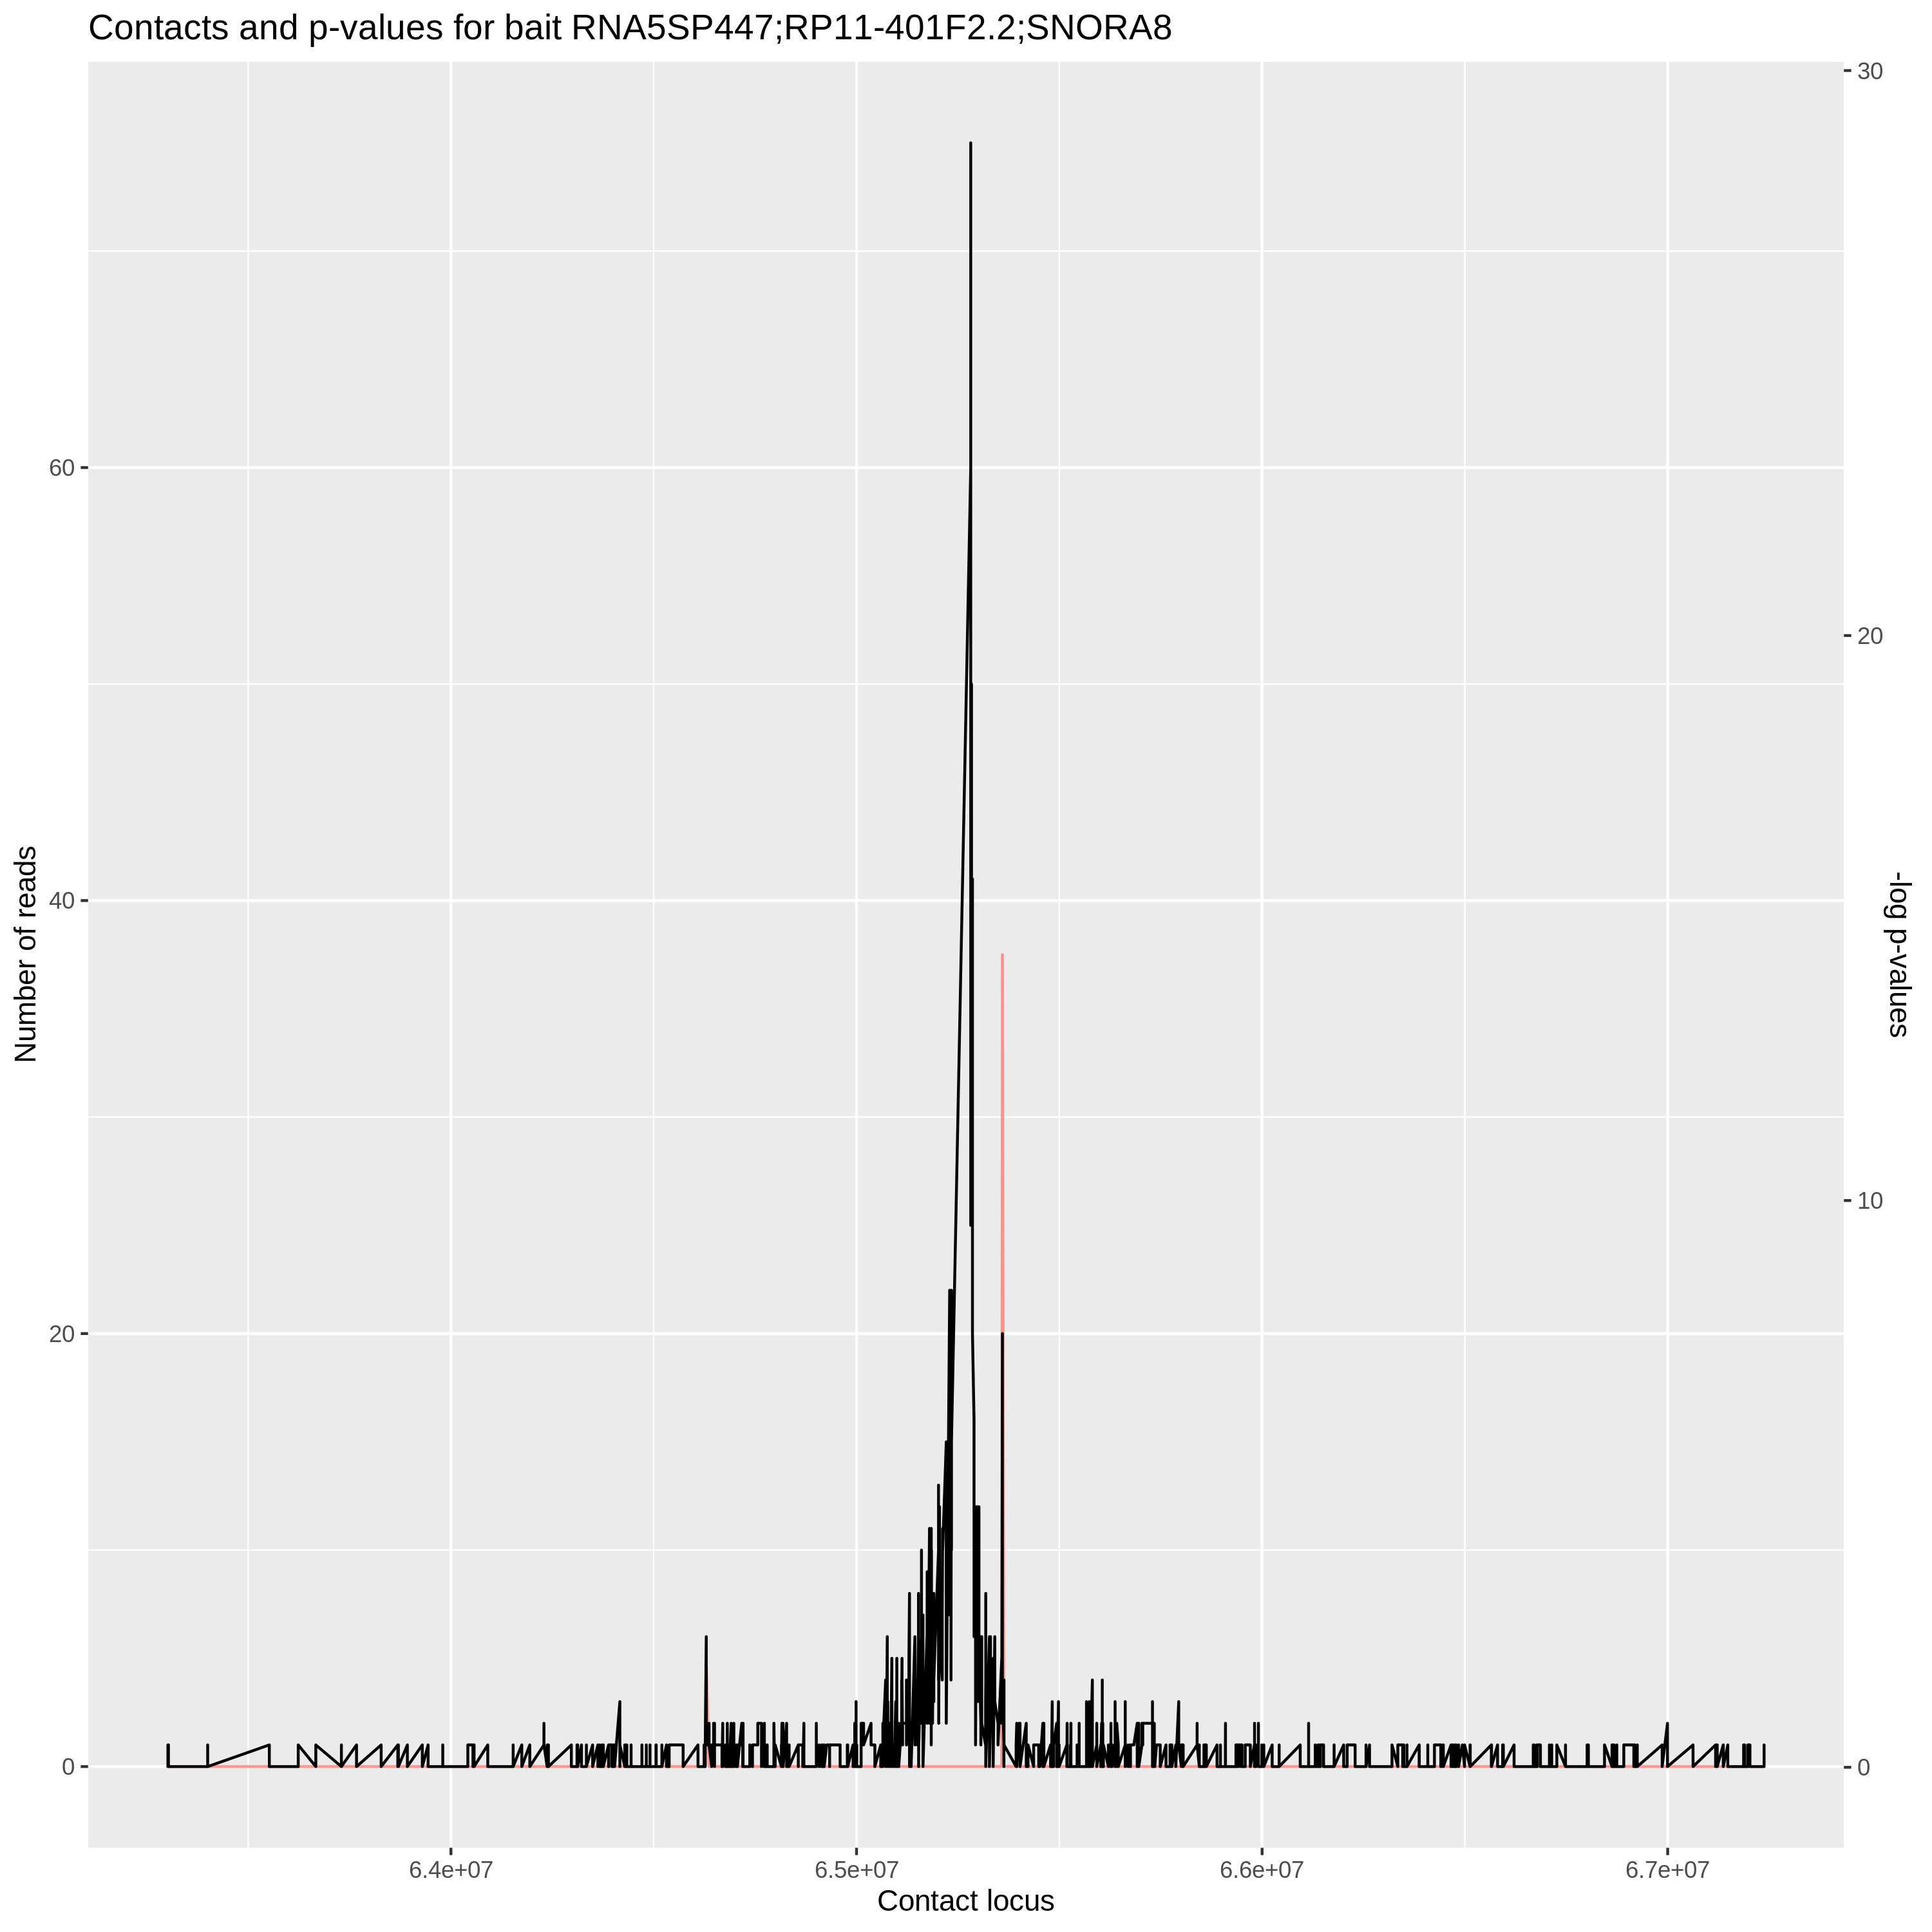 Contacts and p-values for bait RNA5SP447;RP11-401F2.2;SNORA8
30
60
20
40
10
20
0
0
Number of reads
-log p-values
6.4e+07
6.5e+07
6.6e+07
6.7e+07
Contact locus